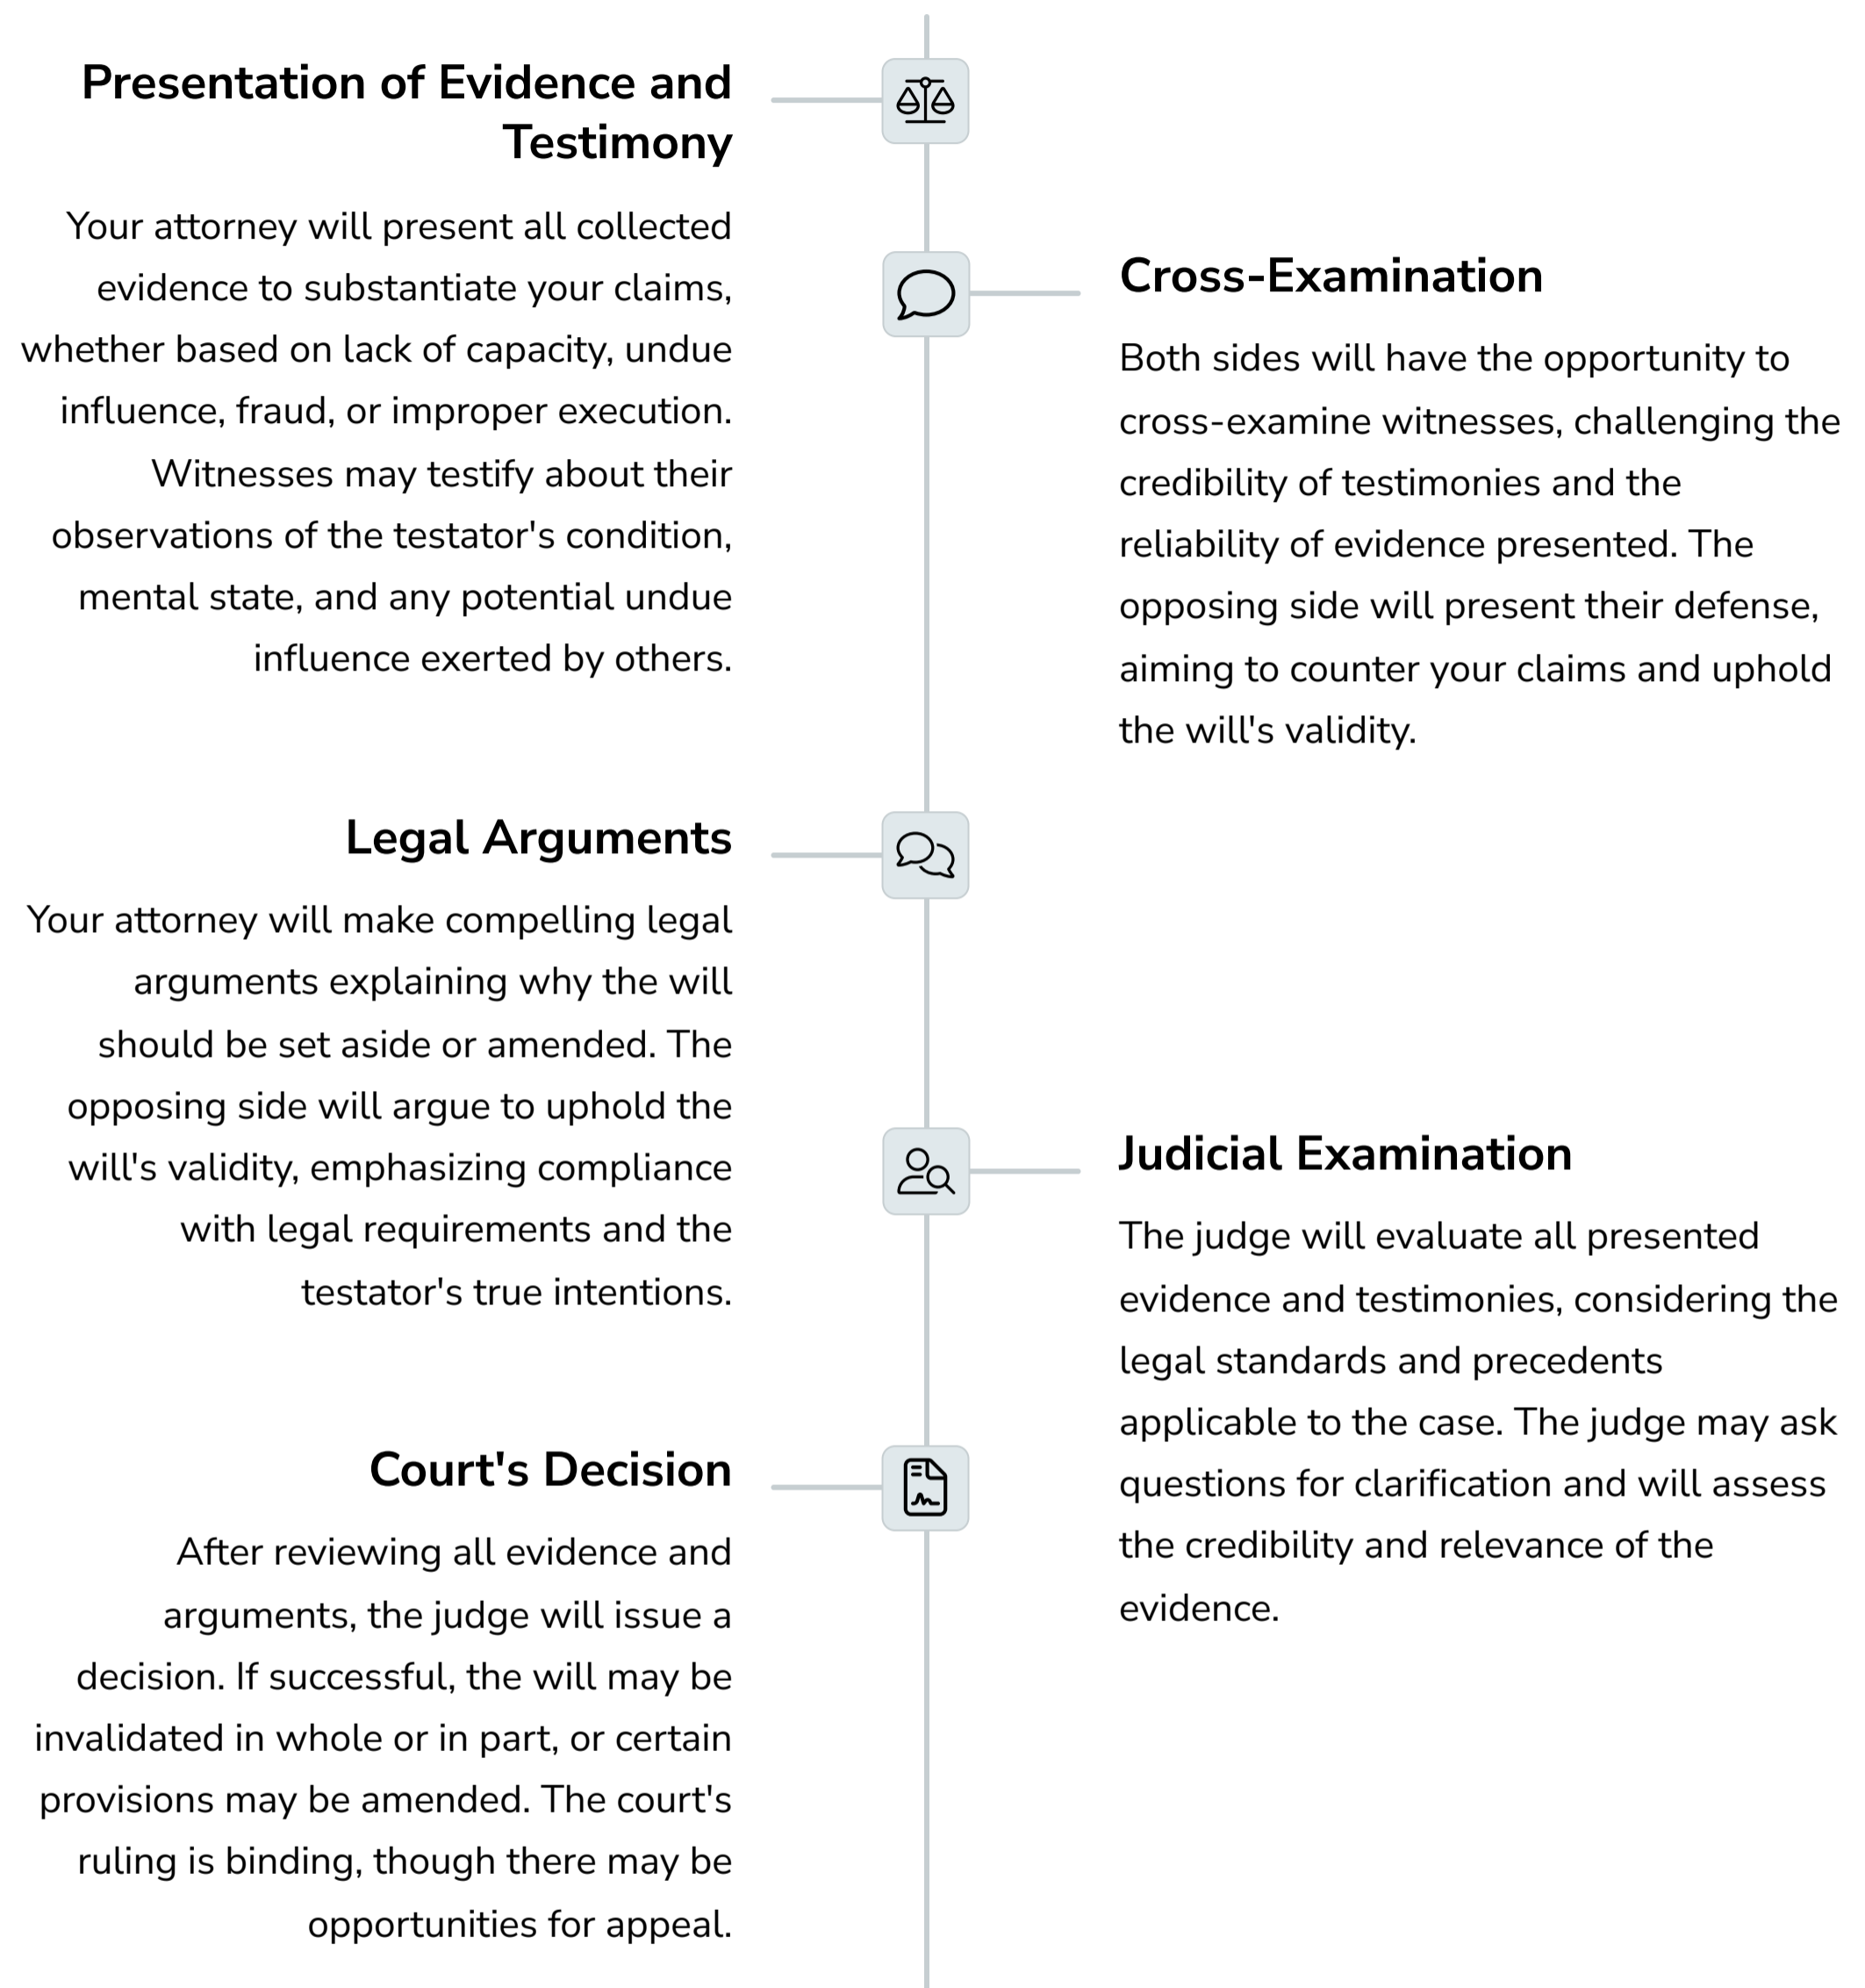 Presentation of Evidence and
Testimony
Your attorney will present all collected
evidence to substantiate your claims,
whether based on lack of capacity, undue
influence, fraud, or improper execution.
Witnesses may testify about their
observations of the testator's condition,
mental state, and any potential undue
influence exerted by others.
Cross-Examination
Both sides will have the opportunity to
cross-examine witnesses, challenging the
credibility of testimonies and the
reliability of evidence presented. The
opposing side will present their defense,
aiming to counter your claims and uphold
the will's validity.
Legal Arguments
Your attorney will make compelling legal
arguments explaining why the will
should be set aside or amended. The
opposing side will argue to uphold the
will's validity, emphasizing compliance
with legal requirements and the
testator's true intentions.
Judicial Examination
The judge will evaluate all presented
evidence and testimonies, considering the
legal standards and precedents
applicable to the case. The judge may ask
questions for clarification and will assess
the credibility and relevance of the
evidence.
Court's Decision
After reviewing all evidence and
arguments, the judge will issue a
decision. If successful, the will may be
invalidated in whole or in part, or certain
provisions may be amended. The court's
ruling is binding, though there may be
opportunities for appeal.